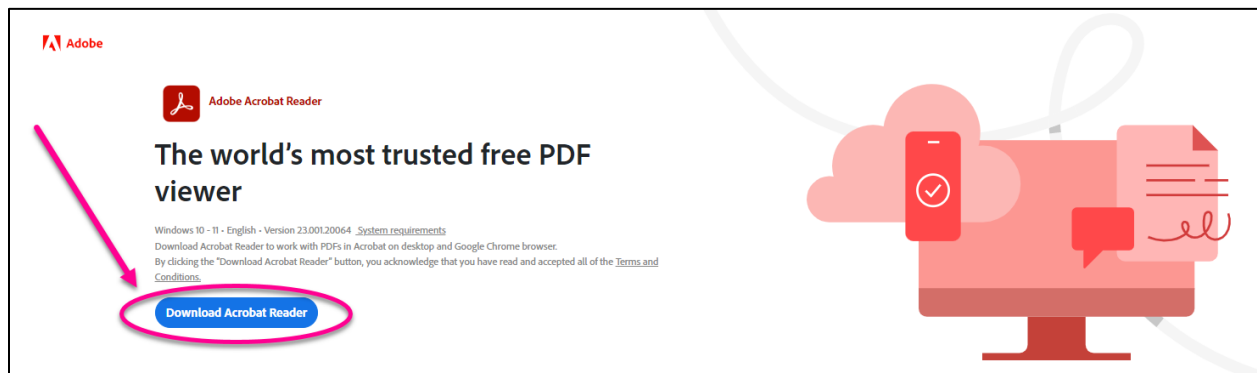 Adobe
Adobe Acrobat Reader
The world's most trusted free PDF
viewer
Windows 10 - 11 • English • Version 23.001.20064 System requirements
Download Acrobat Reader to work with PDFs in Acrobat on desktop and Google Chrome browser.
By clicking the "Download Acrobat Reader" button, you acknowledge that you have read and accepted all of the Terms and
Conditions.
Download Acrobat Reader